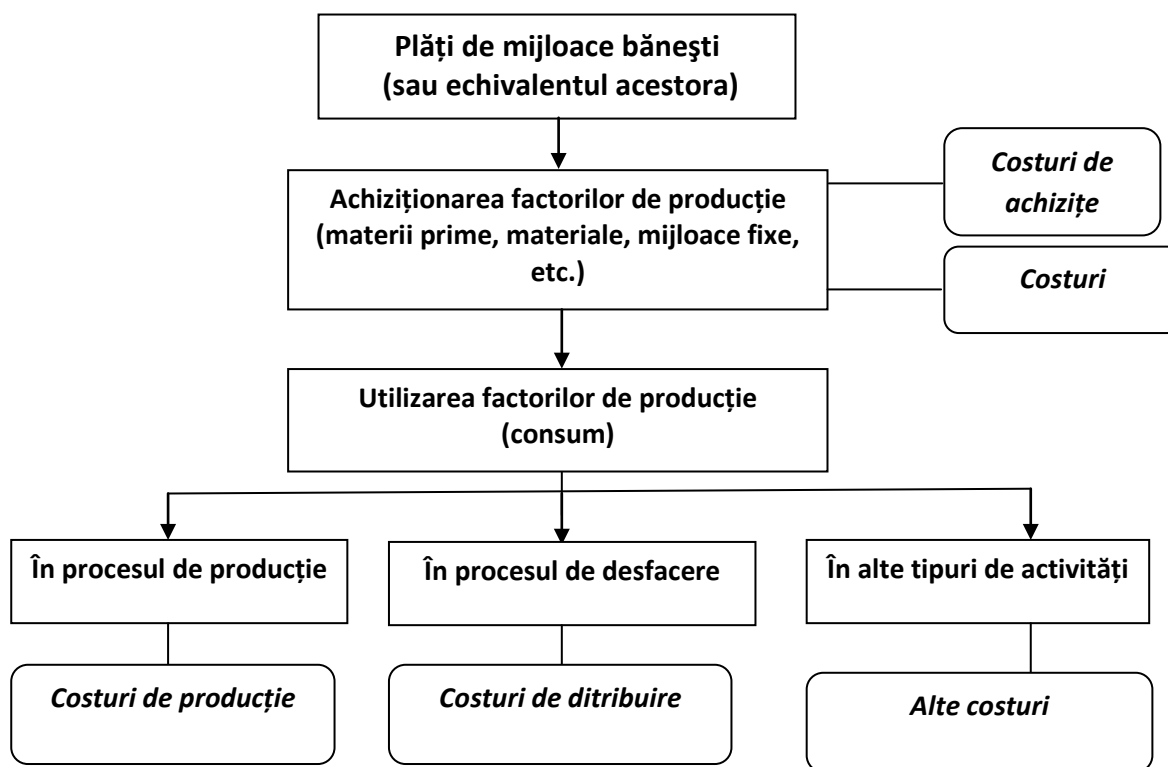 Plăți de mijloace băneşti
(sau echivalentul acestora)
Costuri de
achizițe
Achiziționarea factorilor de producție
(materii prime, materiale, mijloace fixe,
etc.)
Costuri
Utilizarea factorilor de producție
(consum)
În procesul de producție
În procesul de desfacere
În alte tipuri de activități
Costuri de producție
Costuri de ditribuire
Alte costuri